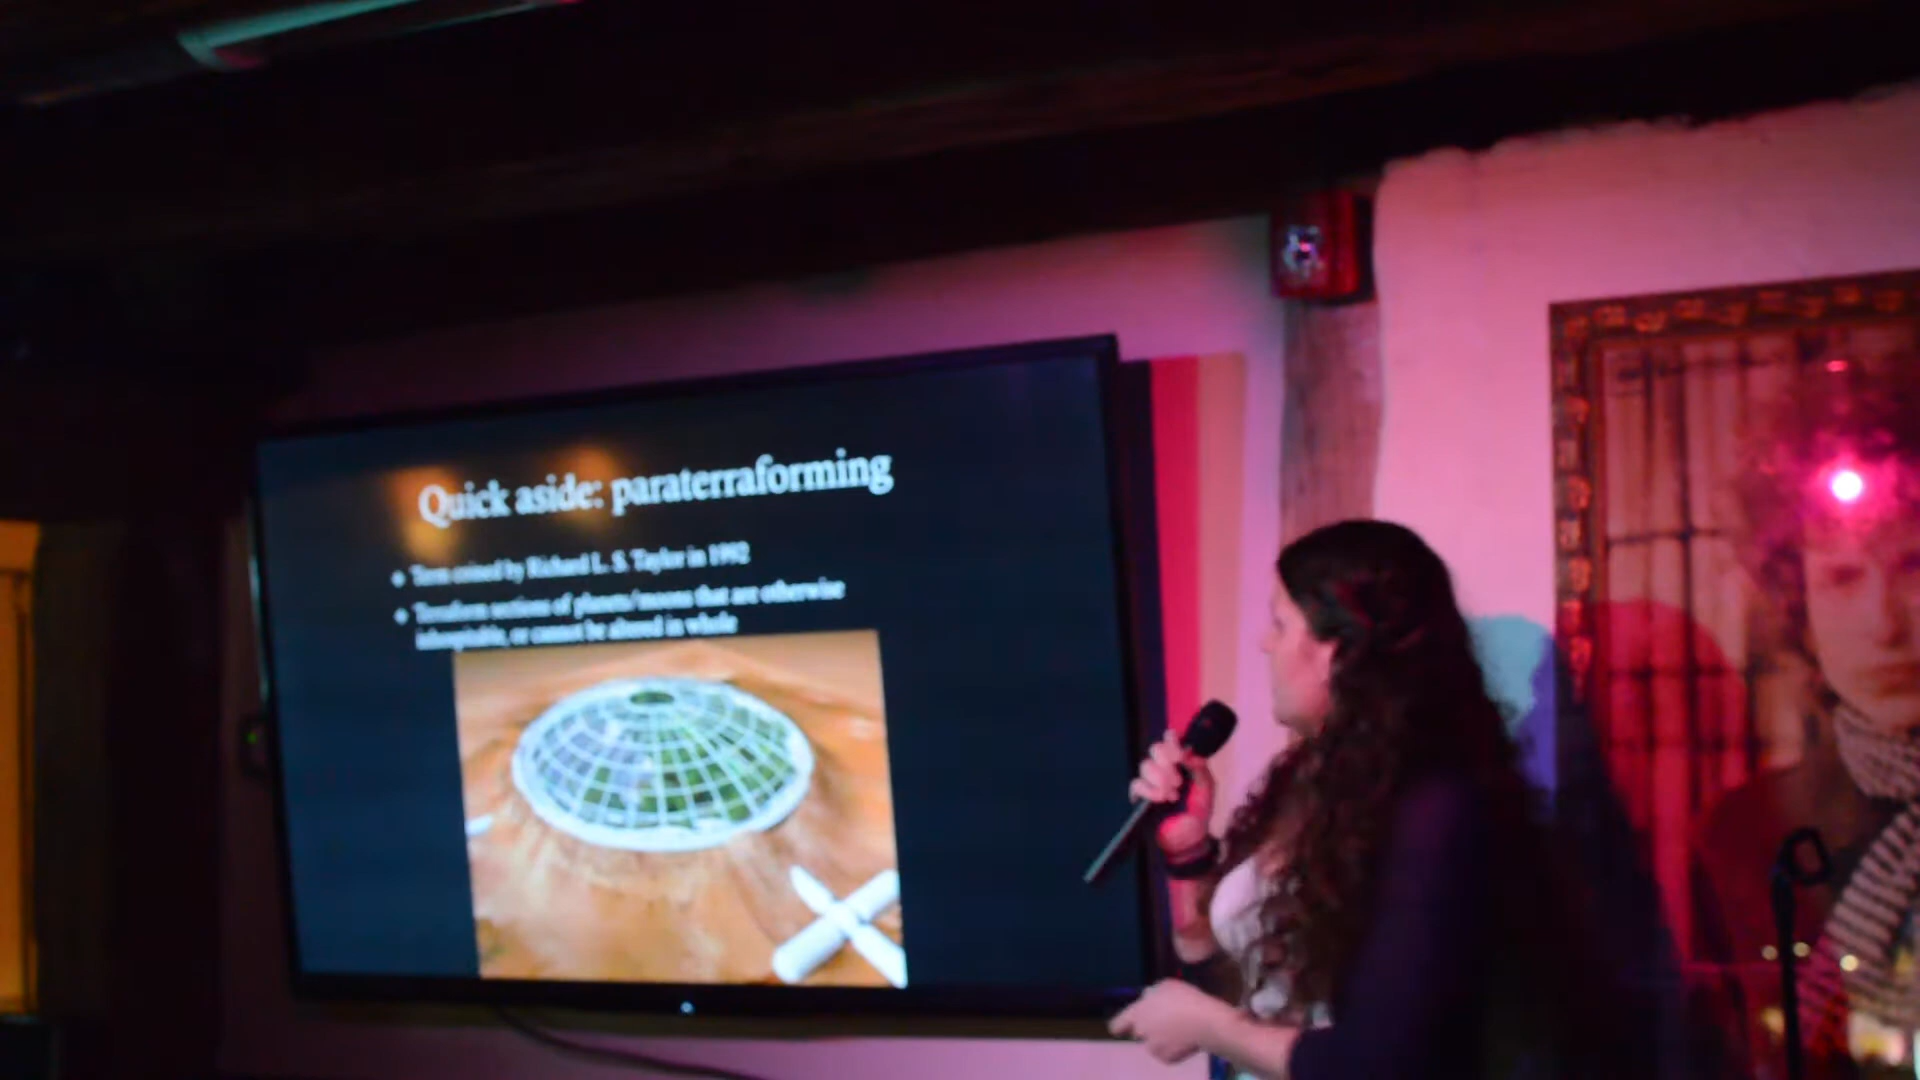 Quick aside: paraterraforming
Term coined by Richard L. S. Taylor in 1992
Terraform sections of planets/moons that are otherwise
inhospitable, or cannot be altered in whole